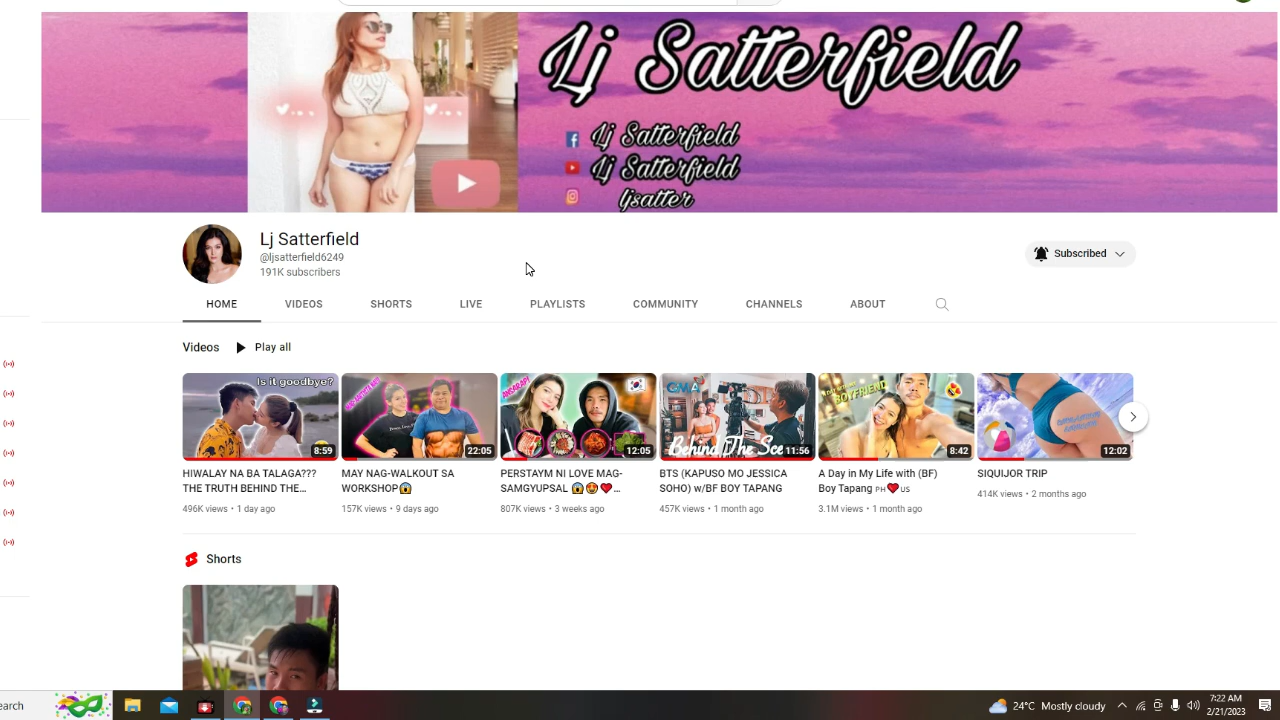 Lj Satterfield
Lj Satterfield
Lj Satterfield
ljsatter
Lj Satterfield
@ljsatterfield6249
191K subscribers
Subscribed
HOME VIDEOS SHORTS LIVE PLAYLISTS COMMUNITY CHANNELS ABOUT
Videos Play all
Is it goodbye?
8:59
22:05
ANSARAP!
12:05
GMA
Behind The Sce
11:56
BOYFRIEND
8:42
12:02
HIWALAY NA BA TALAGA???
THE TRUTH BEHIND THE...
496K views • 1 day ago
MAY NAG-WALKOUT SA
WORKSHOP😱
157K views • 9 days ago
PERSTAYM NI LOVE MAG-
SAMGYUPSAL 😱😍❤️...
807K views • 3 weeks ago
BTS (KAPUSO MO JESSICA
SOHO) w/BF BOY TAPANG
457K views • 1 month ago
A Day in My Life with (BF)
Boy Tapang PH❤️US
3.1M views • 1 month ago
SIQUIJOR TRIP
414K views • 2 months ago
Shorts
earch
24°C Mostly cloudy
7:22 AM
2/21/2023